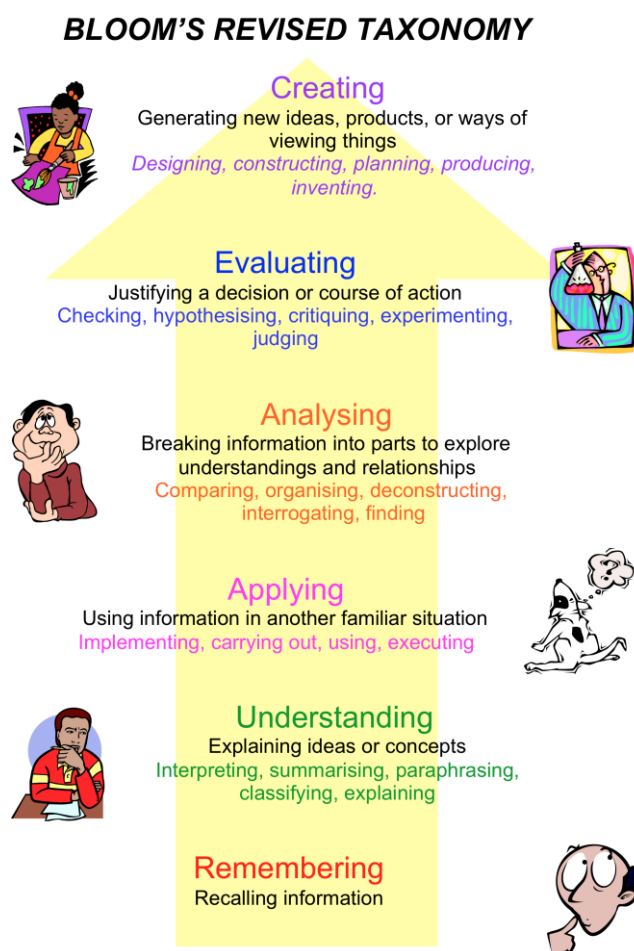 BLOOM'S REVISED TAXONOMY
Creating
Generating new ideas, products, or ways of
viewing things
Designing, constructing, planning, producing,
inventing.
Evaluating
Justifying a decision or course of action
Checking, hypothesising, critiquing, experimenting,
judging
Analysing
Breaking information into parts to explore
understandings and relationships
Comparing, organising, deconstructing,
interrogating, finding
Applying
Using information in another familiar situation
Implementing, carrying out, using, executing
Understanding
Explaining ideas or concepts
Interpreting, summarising, paraphrasing,
classifying, explaining
Remembering
Recalling information